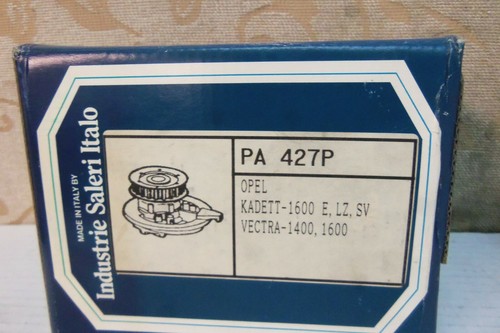 MADE IN ITALY BY
Industrie Saleri Italo
PA 427P
OPEL
KADETT-1600 E, LZ, SV
VECTRA-1400, 1600